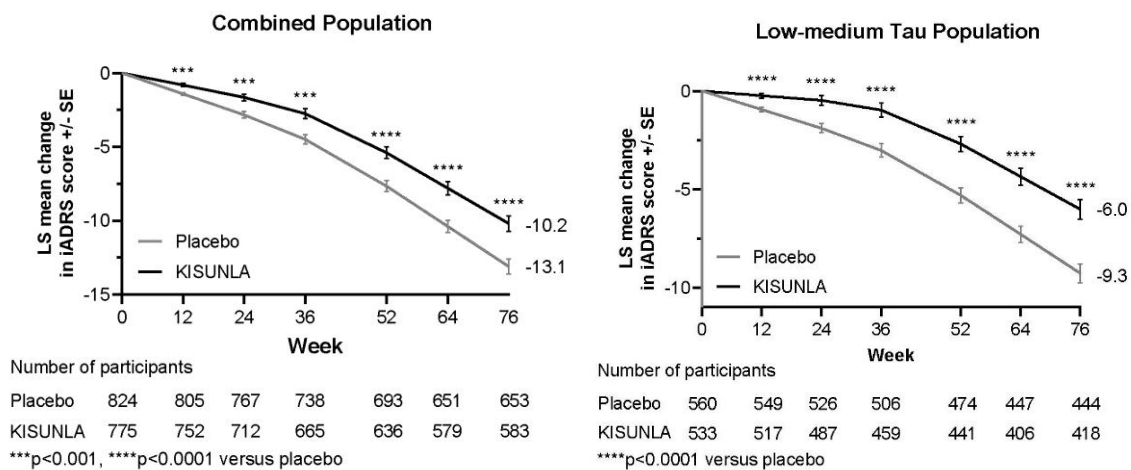 Combined Population
LS mean change
in iADRS score +/- SE
0
-5
-10
-15
*** *** *** **** **** ****
-10.2
-13.1
Placebo
KISUNLA
0 12 24 36 52 64 76
Week
Number of participants
Placebo 824 805 767 738 693 651 653
KISUNLA 775 752 712 665 636 579 583
***p<0.001, ****p<0.0001 versus placebo
Low-medium Tau Population
LS mean change
in iADRS score +/- SE
0
-5
-10
**** **** **** **** **** ****
-6.0
-9.3
Placebo
KISUNLA
0 12 24 36 52 64 76
Week
Number of participants
Placebo 560 549 526 506 474 447 444
KISUNLA 533 517 487 459 441 406 418
****p<0.0001 versus placebo